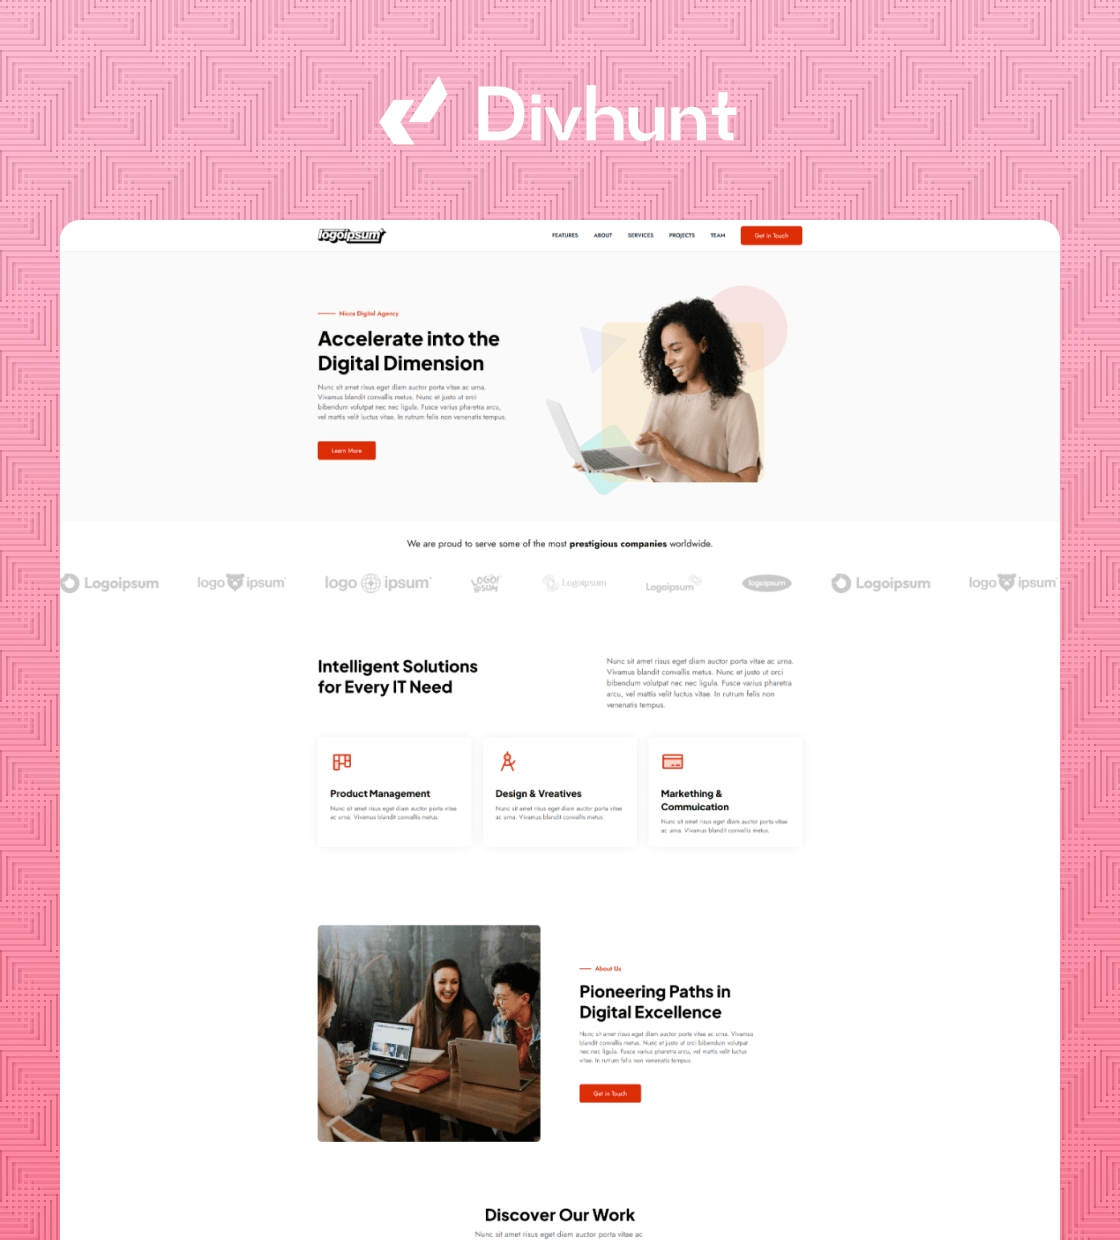 Divhunt
logoipsum
FEATURES ABOUT SERVICES PROJECTS TEAM Get in Touch
Nicca Digital Agency
Accelerate into the
Digital Dimension
Nunc sit amet risus eget diam auctor porta vitae ac urna.
Vivamus blandit convallis metus. Nunc et justo ut orci
bibendum volutpat nec nec ligula. Fusce varius pharetra arcu,
vel mattis velit luctus vitae. In rutrum felis non venenatis tempus.
Learn More
We are proud to serve some of the most prestigious companies worldwide.
Logoipsum logo ipsum logo ipsum LOGO! IPSUM Logoipsum Logoipsum logoipsum Logoipsum logo ipsum
Intelligent Solutions
for Every IT Need
Nunc sit amet risus eget diam auctor porta vitae ac urna.
Vivamus blandit convallis metus. Nunc et justo ut orci
bibendum volutpat nec nec ligula. Fusce varius pharetra
arcu, vel mattis velit luctus vitae. In rutrum felis non
venenatis tempus.
Product Management
Nunc sit amet risus eget diam auctor porta vitae
ac urna. Vivamus blandit convallis metus.
Design & Vreatives
Nunc sit amet risus eget diam auctor porta vitae
ac urna. Vivamus blandit convallis metus.
Markething &
Commuication
Nunc sit amet risus eget diam auctor porta vitae
ac urna. Vivamus blandit convallis metus.
About Us
Pioneering Paths in
Digital Excellence
Nunc sit amet risus eget diam auctor porta vitae ac urna. Vivamus
blandit convallis metus. Nunc et justo ut orci bibendum volutpat
nec nec ligula. Fusce varius pharetra arcu, vel mattis velit luctus
vitae. In rutrum felis non venenatis tempus.
Get in Touch
Discover Our Work
Nunc sit amet risus eget diam auctor porta vitae ac